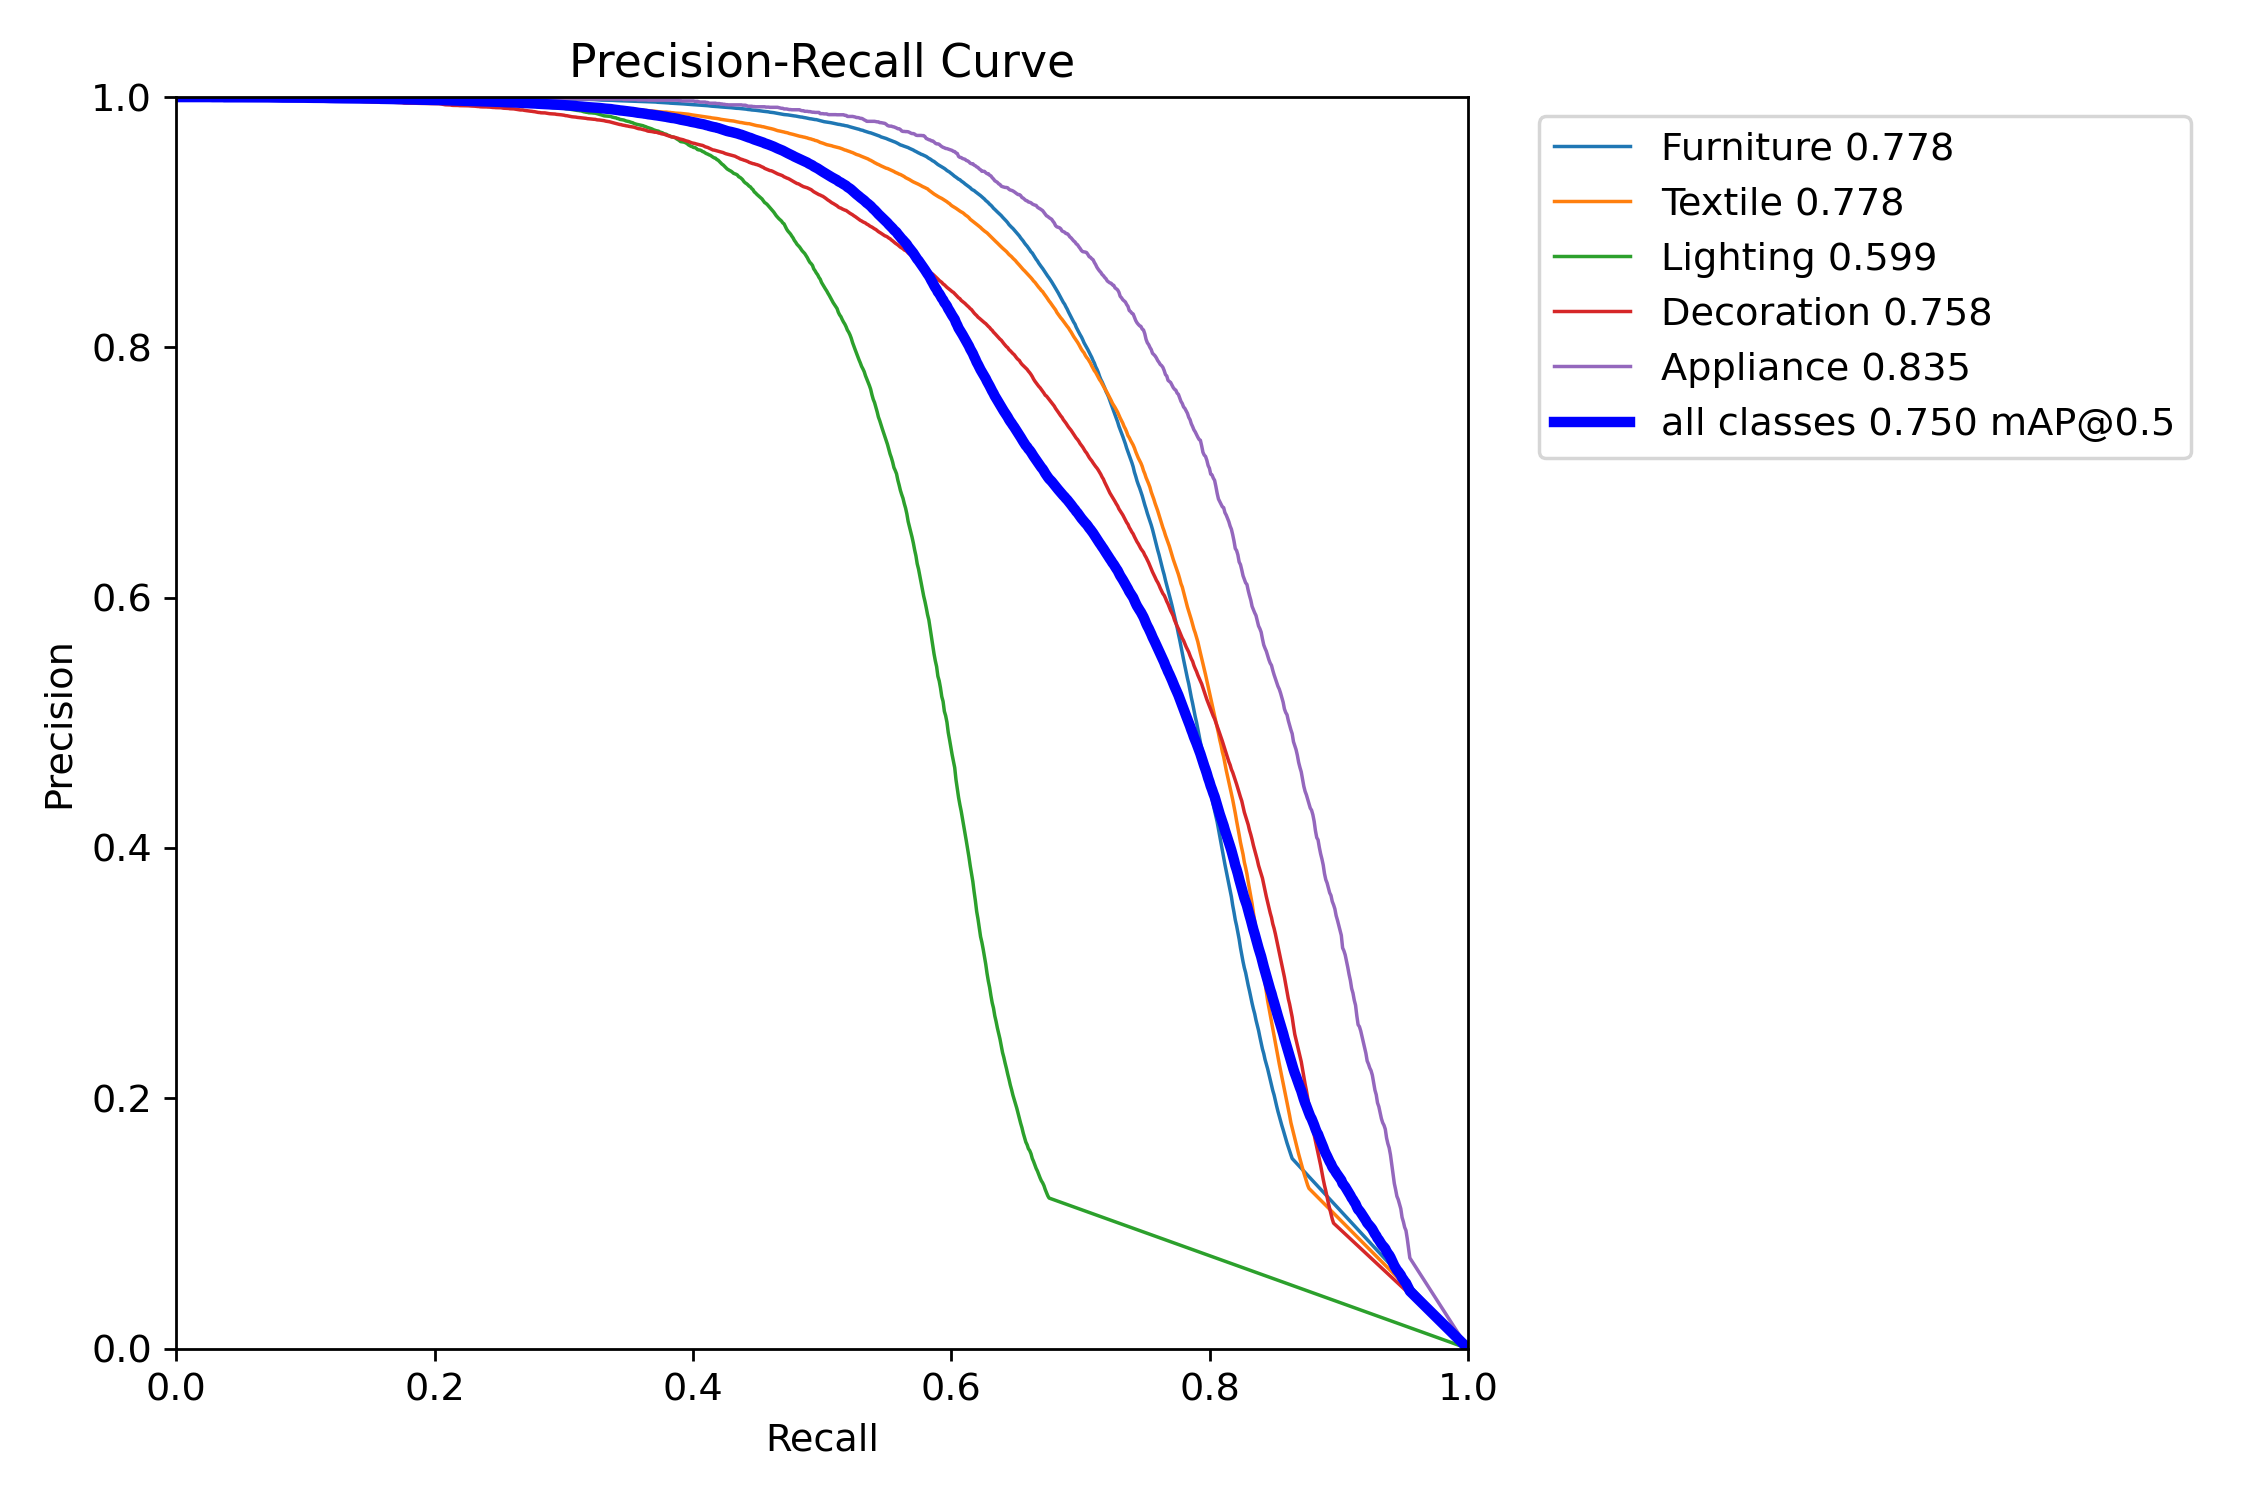 Precision-Recall Curve
1.0
0.8
0.6
0.4
0.2
0.0
Precision
0.0 0.2 0.4 0.6 0.8 1.0
Recall
Furniture 0.778
Textile 0.778
Lighting 0.599
Decoration 0.758
Appliance 0.835
all classes 0.750 mAP@0.5